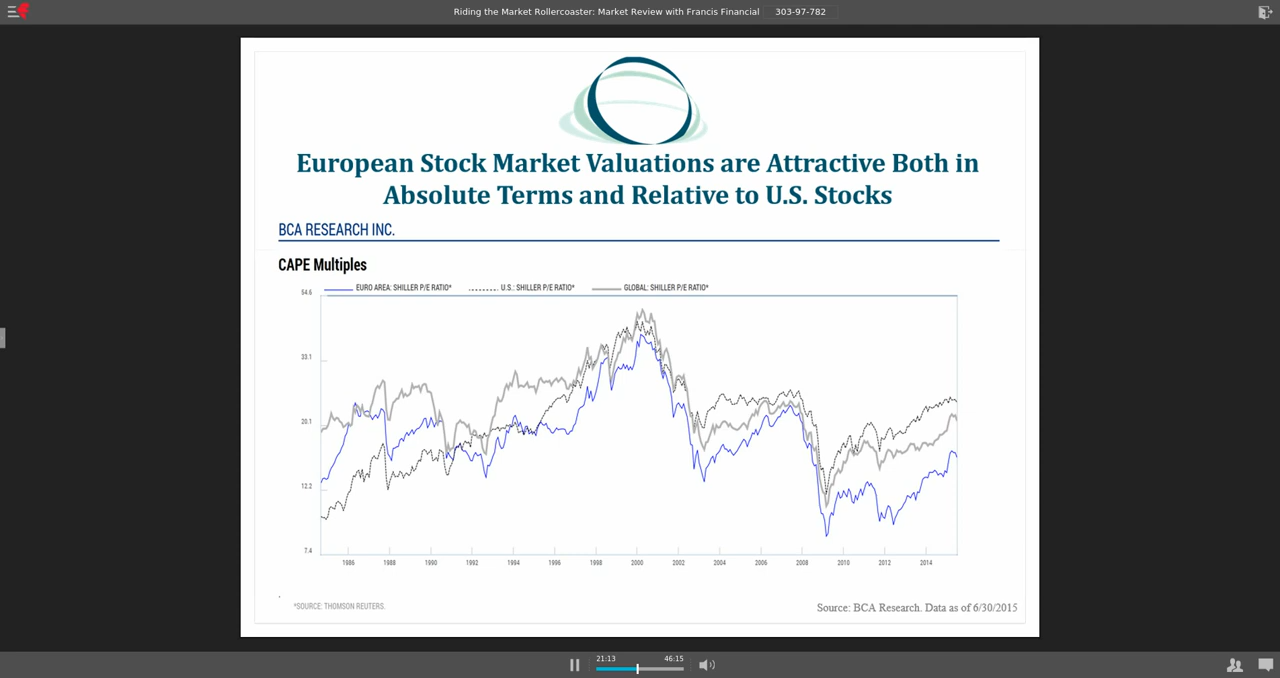 Riding the Market Rollercoaster: Market Review with Francis Financial 303-97-782
European Stock Market Valuations are Attractive Both in
Absolute Terms and Relative to U.S. Stocks
BCA RESEARCH INC.
CAPE Multiples
EURO AREA: SHILLER P/E RATIO* U.S.: SHILLER P/E RATIO* GLOBAL: SHILLER P/E RATIO*
54.6
33.1
20.1
12.2
7.4
1986 1988 1990 1992 1994 1996 1998 2000 2002 2004 2006 2008 2010 2012 2014
*SOURCE: THOMSON REUTERS.
Source: BCA Research. Data as of 6/30/2015
21:13 46:15